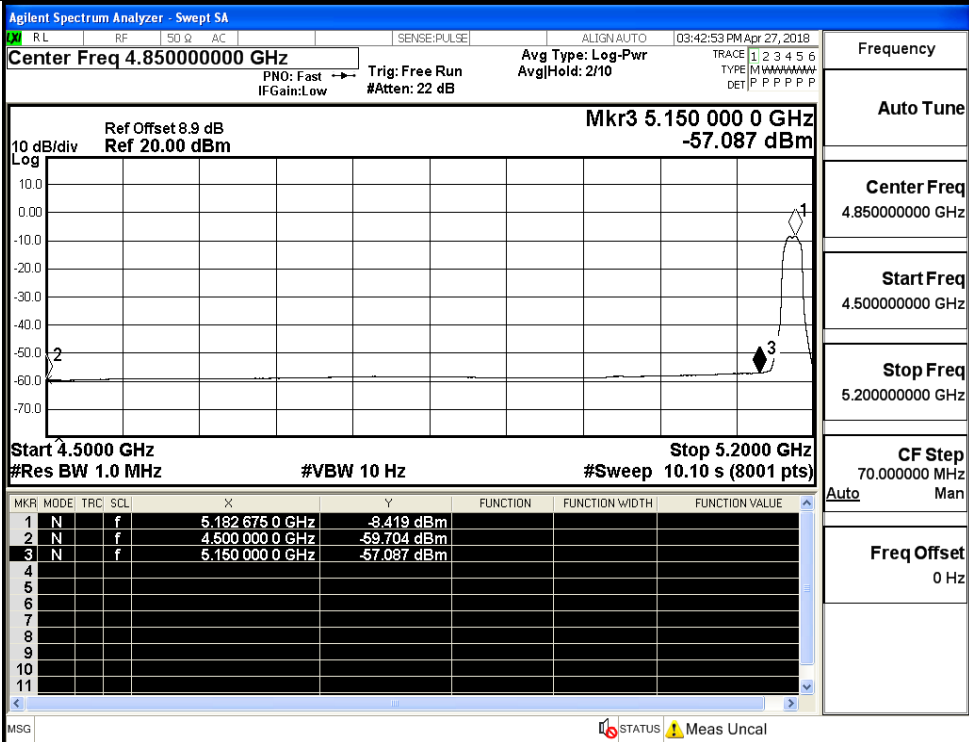 Agilent Spectrum Analyzer - Swept SA
LXI RL RF 50 Ω AC SENSE:PULSE ALIGN AUTO 03:42:53 PM Apr 27, 2018
Center Freq 4.850000000 GHz
PNO: Fast
IFGain:Low
Trig: Free Run
#Atten: 22 dB
Avg Type: Log-Pwr
Avg|Hold: 2/10
TRACE 1 2 3 4 5 6
TYPE M W W W W W
DET P P P P P P
Ref Offset 8.9 dB
10 dB/div Ref 20.00 dBm
Log
Mkr3 5.150 000 0 GHz
-57.087 dBm
10.0
0.00
-10.0
-20.0
-30.0
-40.0
-50.0
-60.0
-70.0
1
2
3
Start 4.5000 GHz Stop 5.2000 GHz
#Res BW 1.0 MHz #VBW 10 Hz #Sweep 10.10 s (8001 pts)
MKR MODE TRC SCL X Y FUNCTION FUNCTION WIDTH FUNCTION VALUE
1 N f 5.182 675 0 GHz -8.419 dBm
2 N f 4.500 000 0 GHz -59.704 dBm
3 N f 5.150 000 0 GHz -57.087 dBm
4
5
6
7
8
9
10
11
MSG STATUS Meas Uncal
Frequency
Auto Tune
Center Freq
4.850000000 GHz
Start Freq
4.500000000 GHz
Stop Freq
5.200000000 GHz
CF Step
70.000000 MHz
Auto Man
Freq Offset
0 Hz